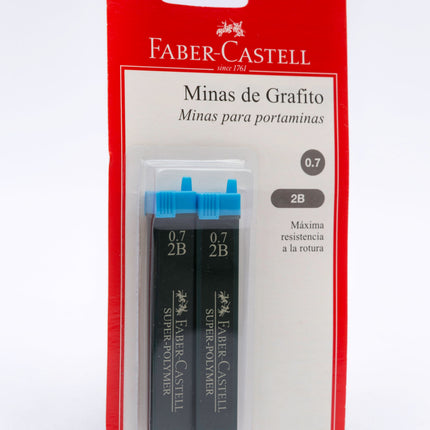 FABER-CASTELL
since 1761
Minas de Grafito
Minas para portaminas
0.7
2B
Máxima
resistencia
a la rotura
0.7
2B
FABER-CASTELL
SUPER-POLYMER
0.7
2B
FABER-CASTELL
SUPER-POLYMER